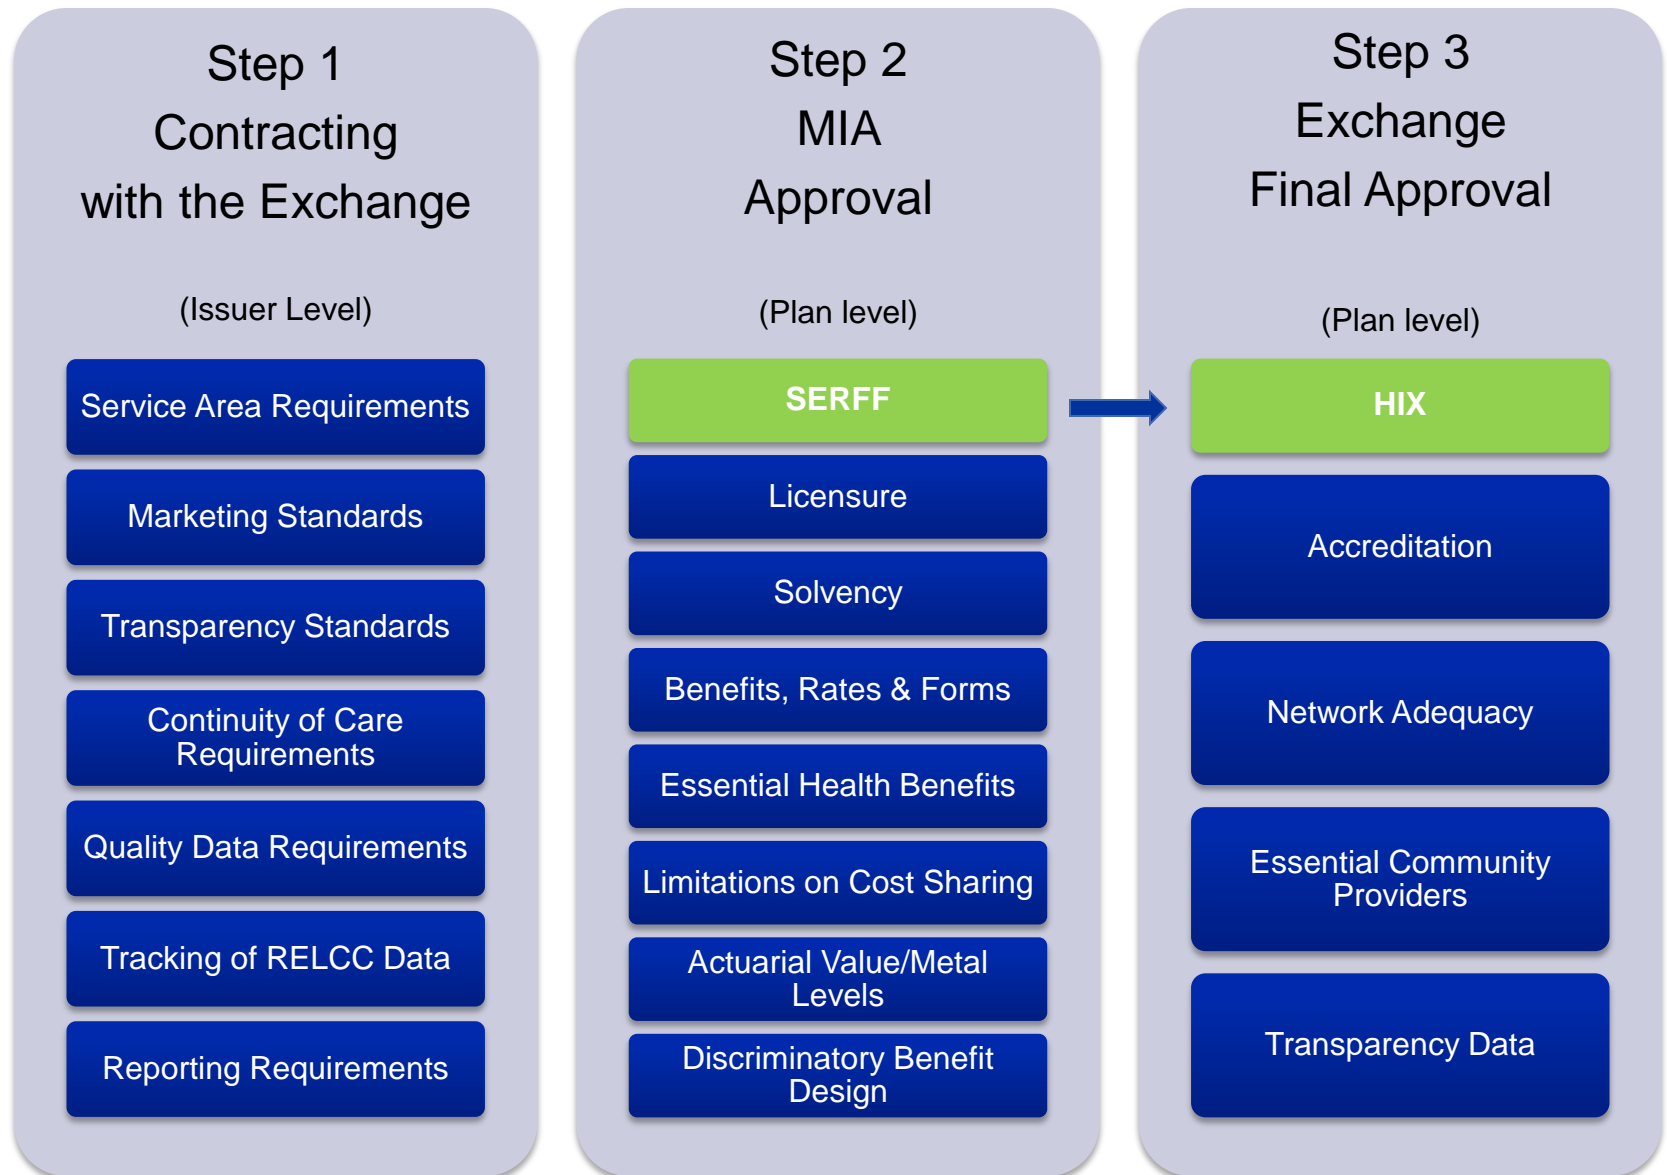 Step 1
Contracting
with the Exchange
(Issuer Level)
Service Area Requirements
Marketing Standards
Transparency Standards
Continuity of Care
Requirements
Quality Data Requirements
Tracking of RELCC Data
Reporting Requirements
Step 2
MIA
Approval
(Plan level)
SERFF
Licensure
Solvency
Benefits, Rates & Forms
Essential Health Benefits
Limitations on Cost Sharing
Actuarial Value/Metal
Levels
Discriminatory Benefit
Design
Step 3
Exchange
Final Approval
(Plan level)
HIX
Accreditation
Network Adequacy
Essential Community
Providers
Transparency Data